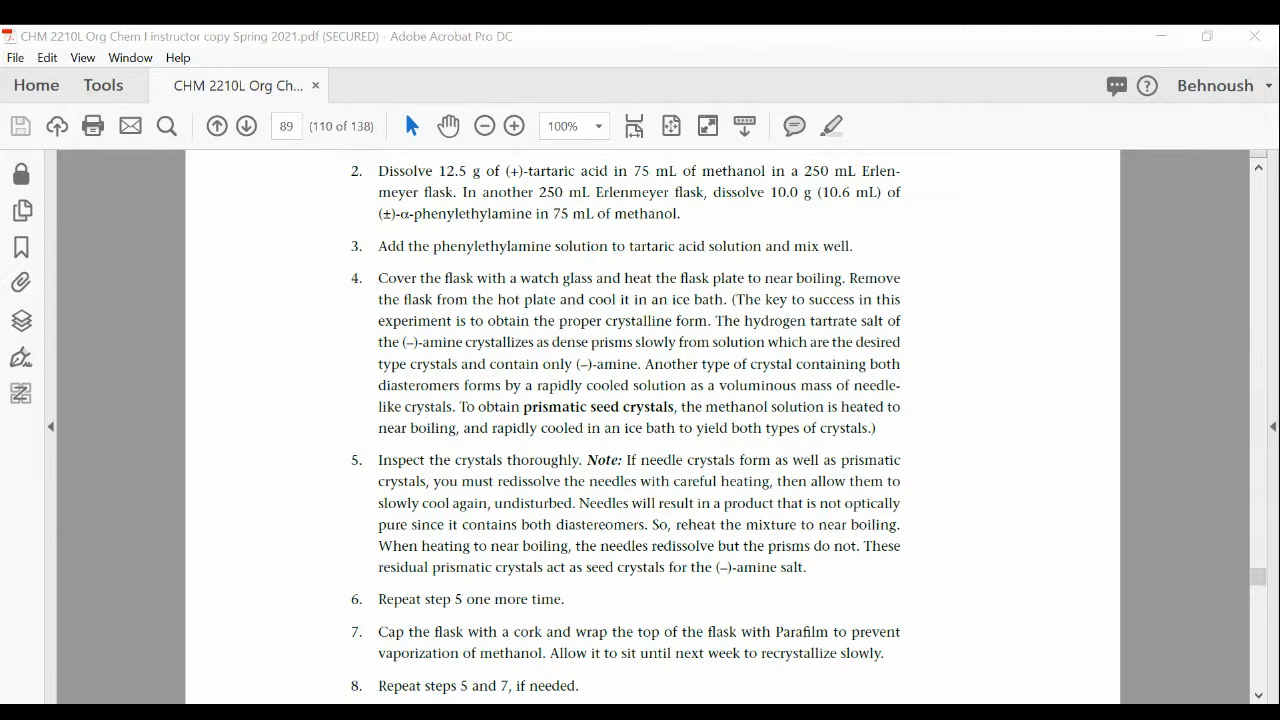 CHM 2210L Org Chem I instructor copy Spring 2021.pdf (SECURED) - Adobe Acrobat Pro DC
File Edit View Window Help
Home Tools CHM 2210L Org Ch... × Behnoush
89 (110 of 138) 100%
2. Dissolve 12.5 g of (+)-tartaric acid in 75 mL of methanol in a 250 mL Erlen-
meyer flask. In another 250 mL Erlenmeyer flask, dissolve 10.0 g (10.6 mL) of
(±)-α-phenylethylamine in 75 mL of methanol.
3. Add the phenylethylamine solution to tartaric acid solution and mix well.
4. Cover the flask with a watch glass and heat the flask plate to near boiling. Remove
the flask from the hot plate and cool it in an ice bath. (The key to success in this
experiment is to obtain the proper crystalline form. The hydrogen tartrate salt of
the (–)-amine crystallizes as dense prisms slowly from solution which are the desired
type crystals and contain only (–)-amine. Another type of crystal containing both
diasteromers forms by a rapidly cooled solution as a voluminous mass of needle-
like crystals. To obtain prismatic seed crystals, the methanol solution is heated to
near boiling, and rapidly cooled in an ice bath to yield both types of crystals.)
5. Inspect the crystals thoroughly. Note: If needle crystals form as well as prismatic
crystals, you must redissolve the needles with careful heating, then allow them to
slowly cool again, undisturbed. Needles will result in a product that is not optically
pure since it contains both diastereomers. So, reheat the mixture to near boiling.
When heating to near boiling, the needles redissolve but the prisms do not. These
residual prismatic crystals act as seed crystals for the (–)-amine salt.
6. Repeat step 5 one more time.
7. Cap the flask with a cork and wrap the top of the flask with Parafilm to prevent
vaporization of methanol. Allow it to sit until next week to recrystallize slowly.
8. Repeat steps 5 and 7, if needed.